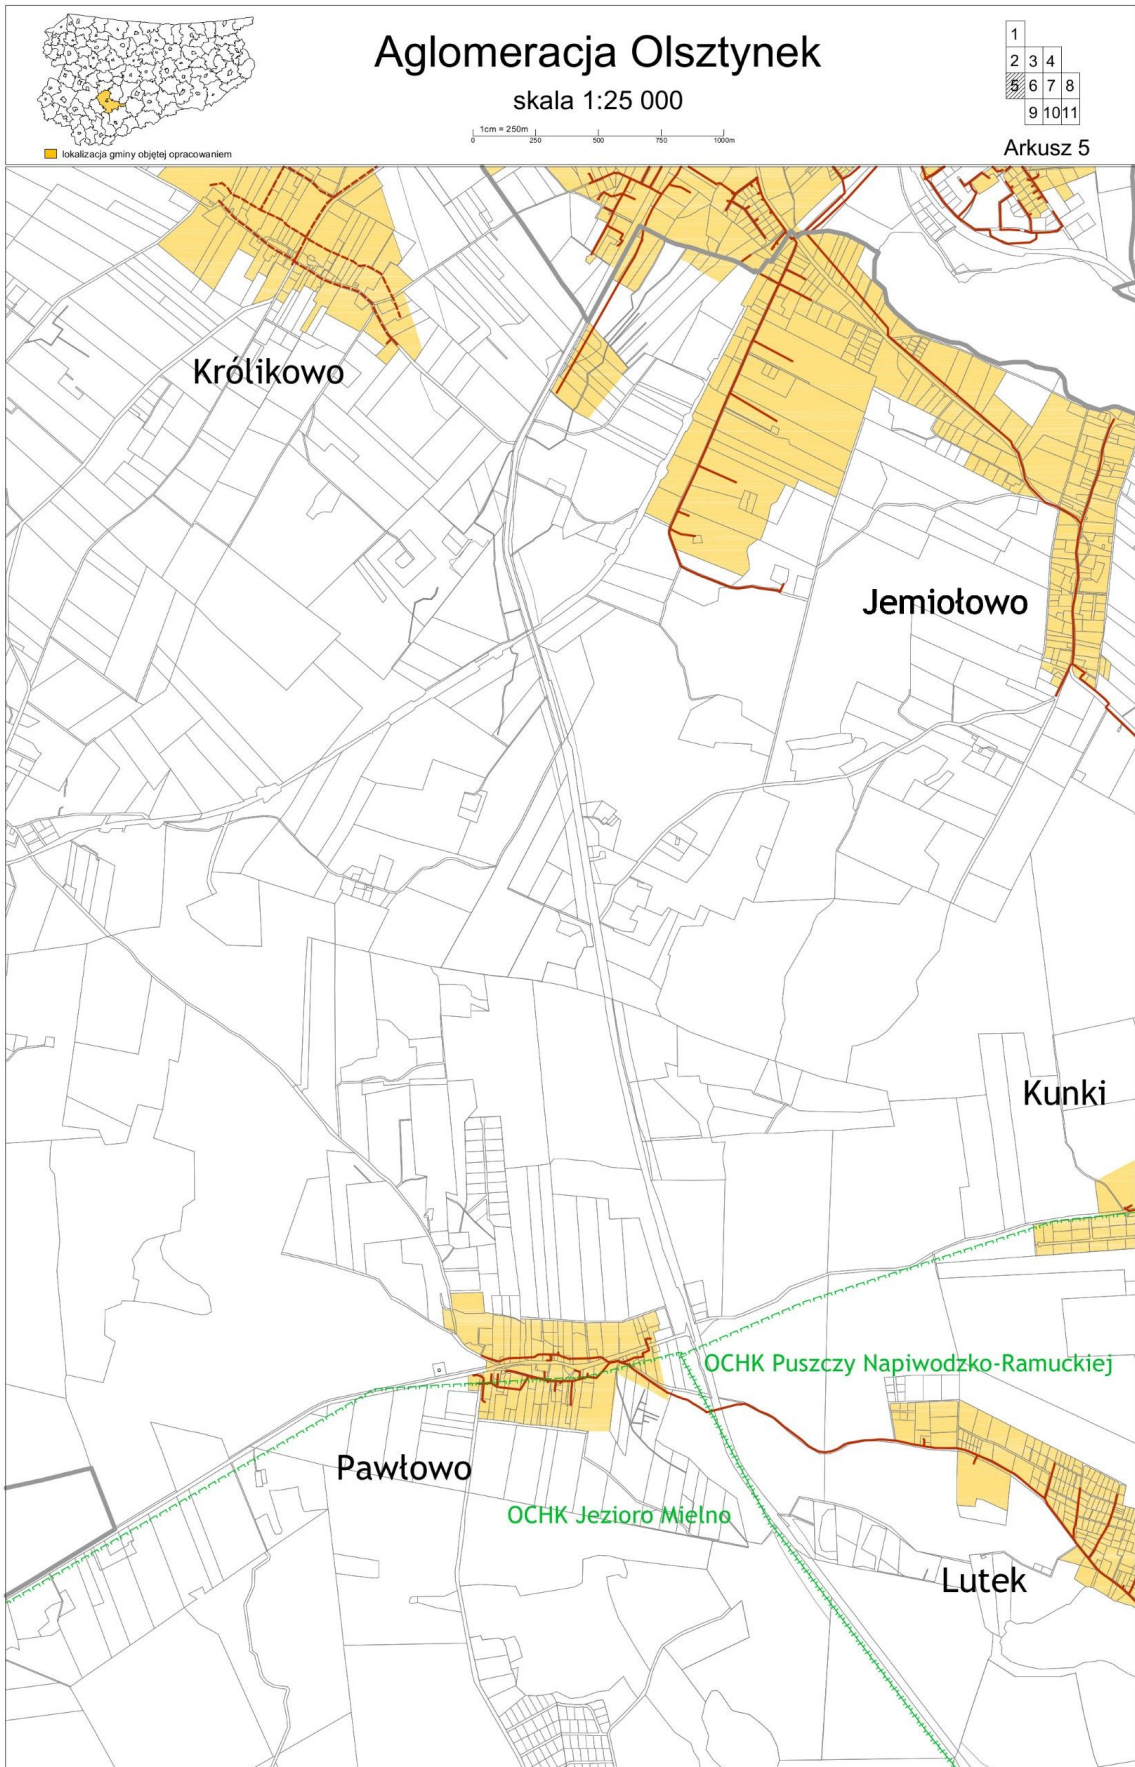 Aglomeracja Olsztynek
skala 1:25 000
1cm = 250m
0 250 500 750 1000m
lokalizacja gminy objętej opracowaniem
1
2 3 4
5 6 7 8
9 10 11
Arkusz 5
Królikowo
Jemiołowo
Kunki
OCHK Puszczy Napiwodzko-Ramuckiej
Pawłowo
OCHK Jezioro Mielno
Lutek